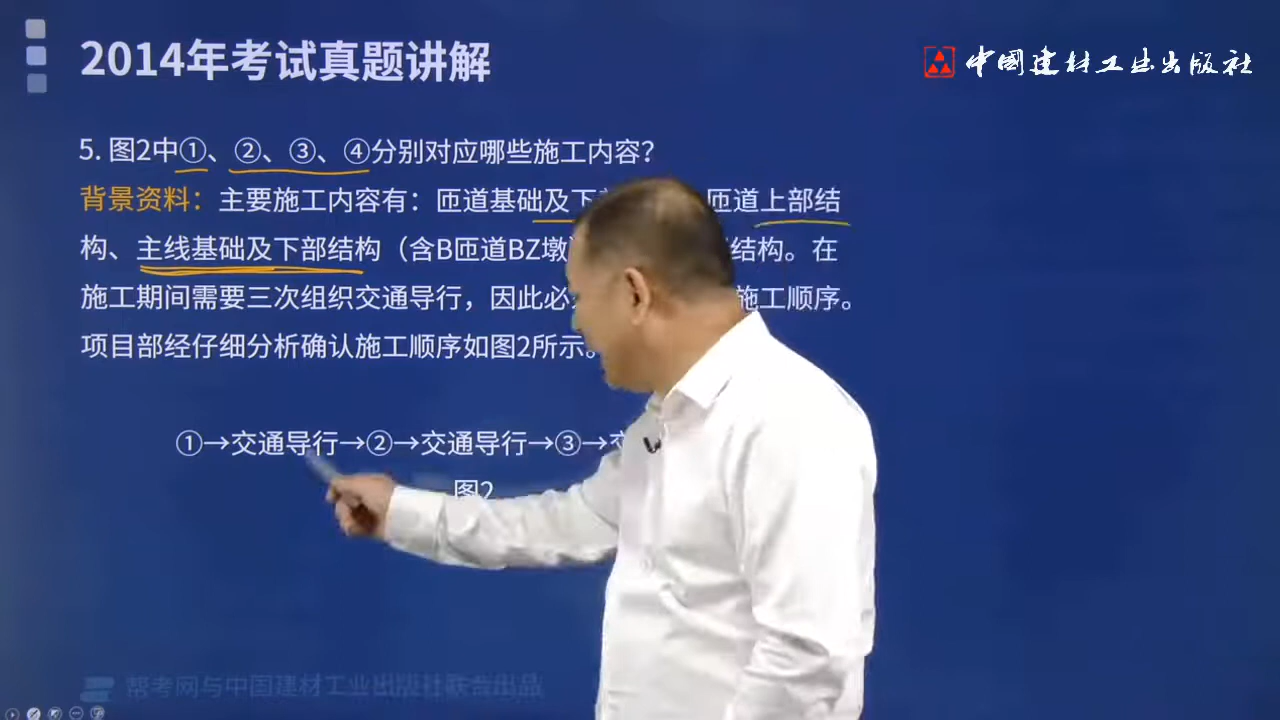 2014年考试真题讲解
中国建材工业出版社
5. 图2中①、②、③、④分别对应哪些施工内容？
背景资料：主要施工内容有：匝道基础及下 匝道上部结
构、主线基础及下部结构（含B匝道BZ墩 结构。在
施工期间需要三次组织交通导行，因此必 施工顺序。
项目部经仔细分析确认施工顺序如图2所示。
①→交通导行→②→交通导行→③→
图2
帮考网与中国建材工业出版社联合出品